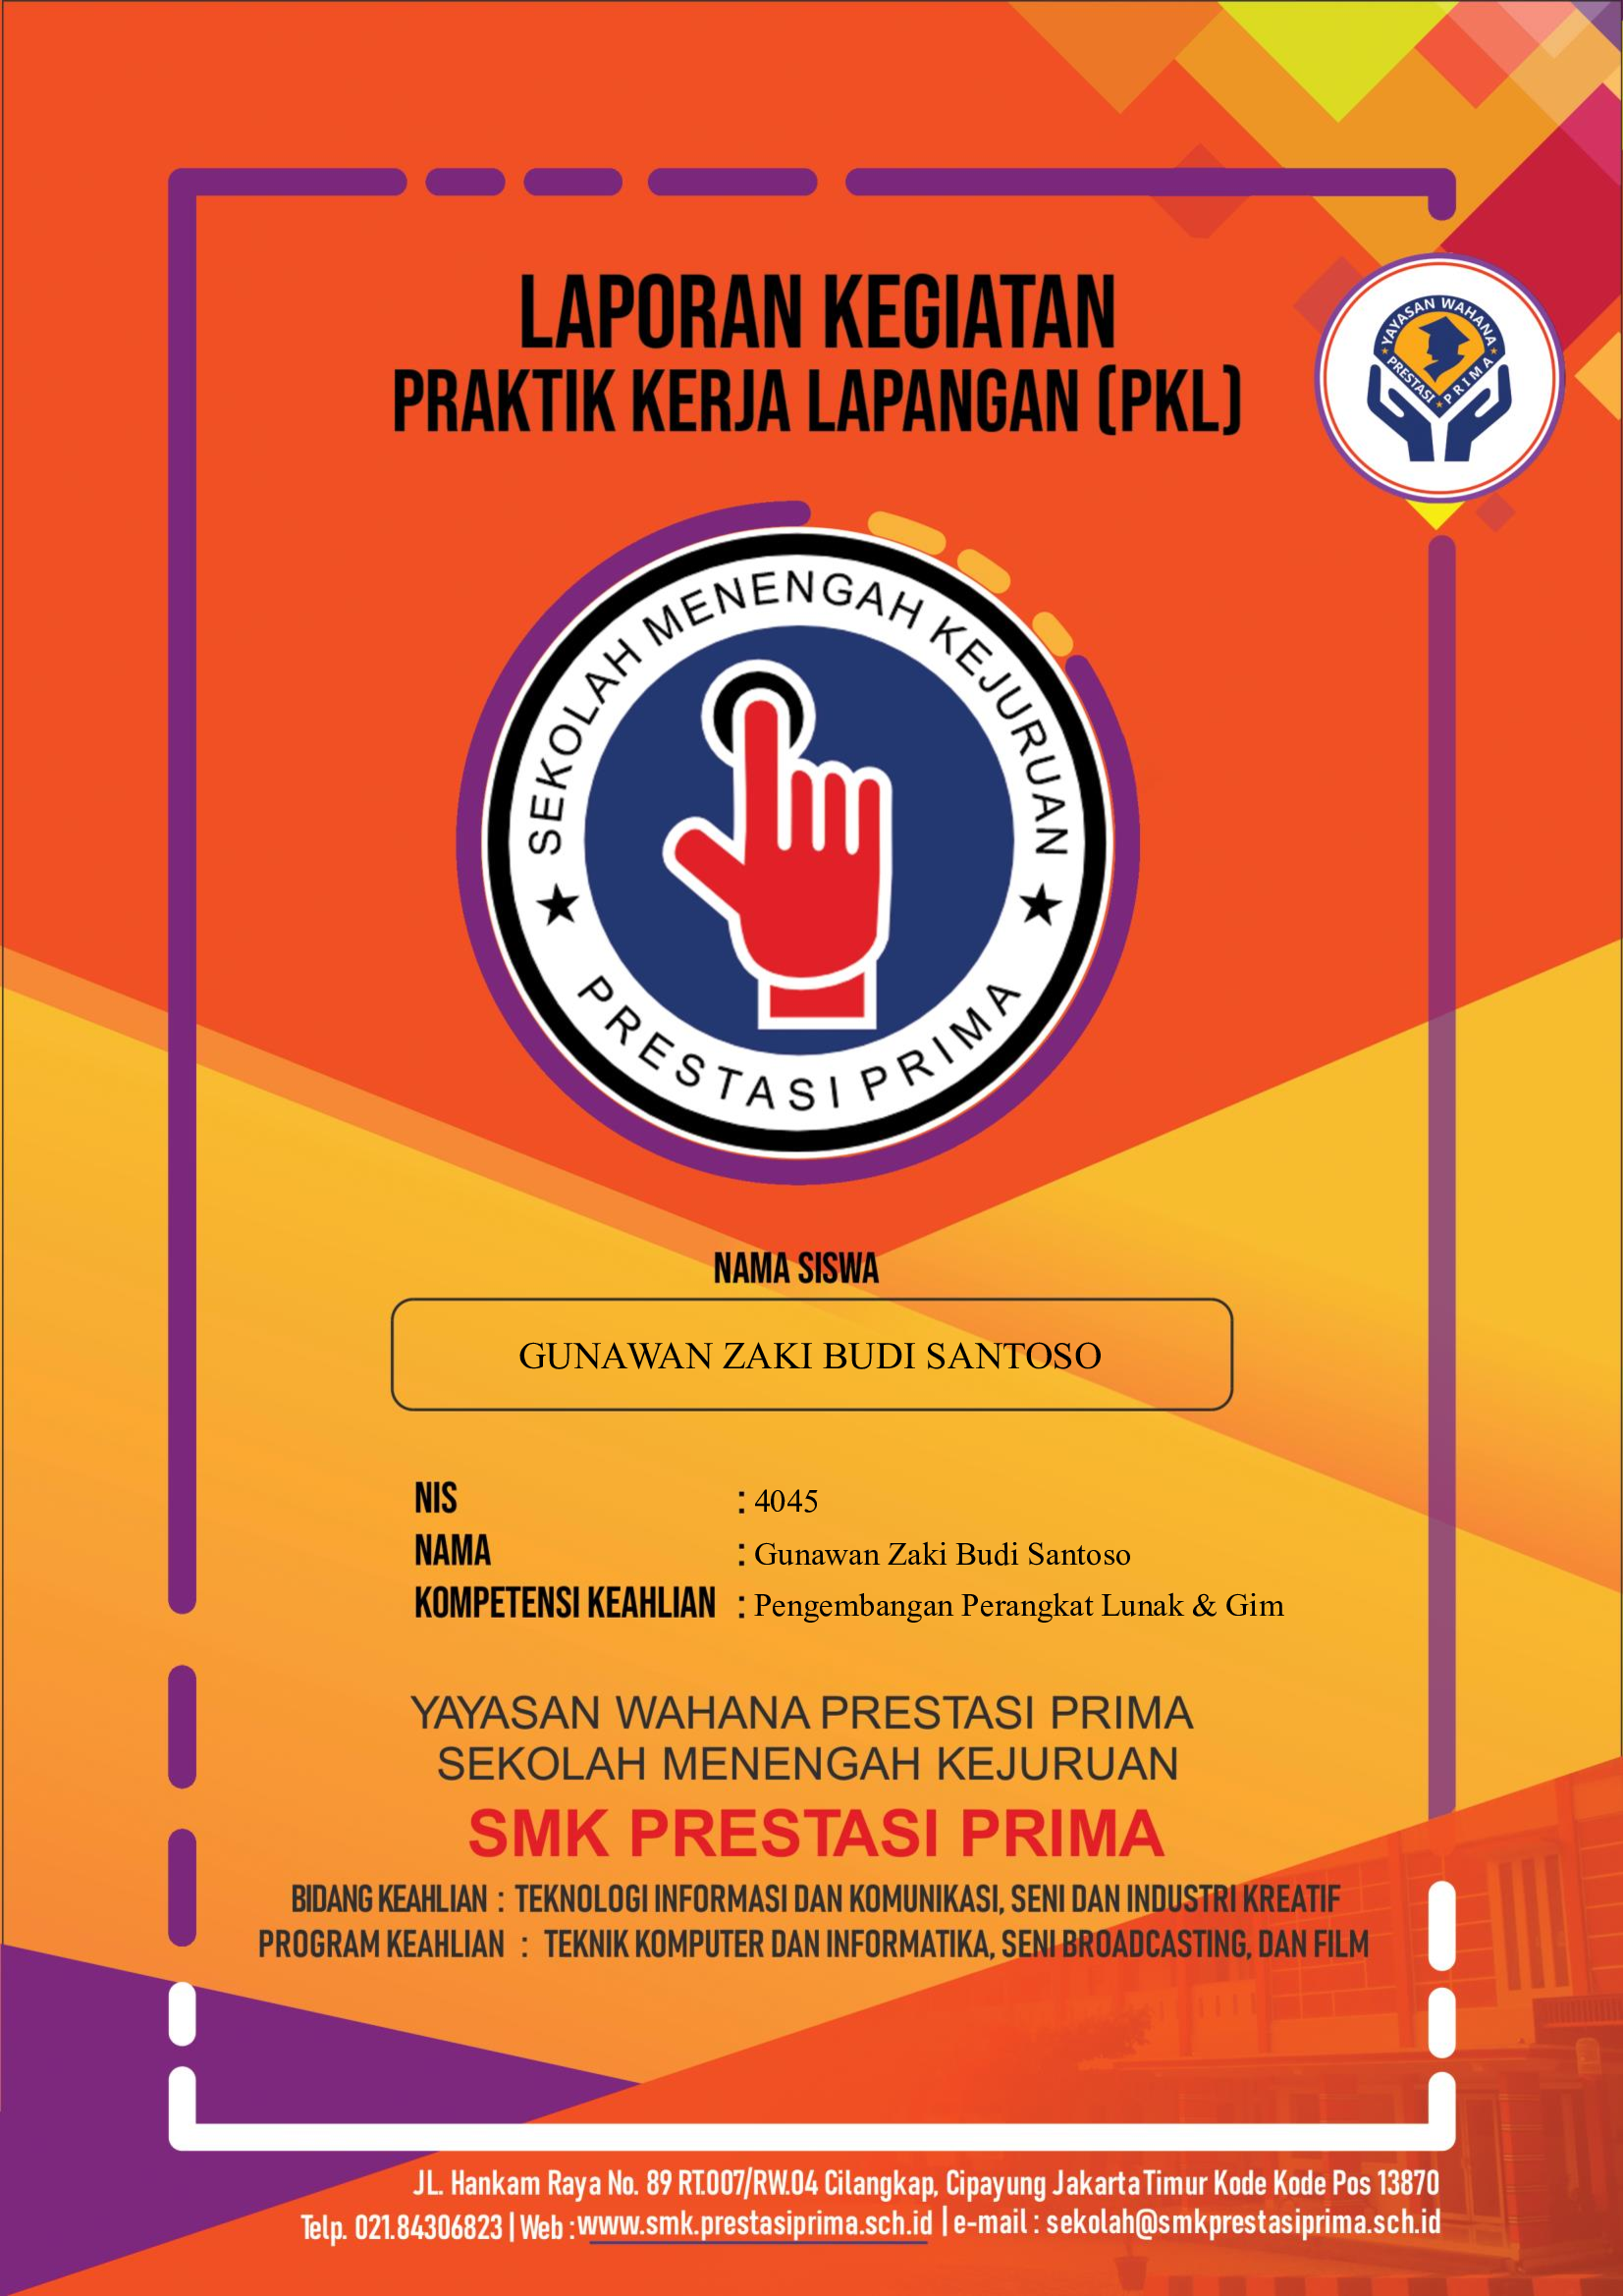 LAPORAN KEGIATAN
PRAKTIK KERJA LAPANGAN (PKL)
YAYASAN WAHANA
PRESTASI PRIMA
SEKOLAH MENENGAH KEJURUAN
PRESTASI PRIMA
NAMA SISWA
GUNAWAN ZAKI BUDI SANTOSO
NIS : 4045
NAMA : Gunawan Zaki Budi Santoso
KOMPETENSI KEAHLIAN : Pengembangan Perangkat Lunak & Gim
YAYASAN WAHANA PRESTASI PRIMA
SEKOLAH MENENGAH KEJURUAN
SMK PRESTASI PRIMA
BIDANG KEAHLIAN : TEKNOLOGI INFORMASI DAN KOMUNIKASI, SENI DAN INDUSTRI KREATIF
PROGRAM KEAHLIAN : TEKNIK KOMPUTER DAN INFORMATIKA, SENI BROADCASTING, DAN FILM
JL. Hankam Raya No. 89 RT.007/RW.04 Cilangkap, Cipayung Jakarta Timur Kode Kode Pos 13870
Telp. 021.84306823 | Web : www.smk.prestasiprima.sch.id | e-mail : sekolah@smkprestasiprima.sch.id